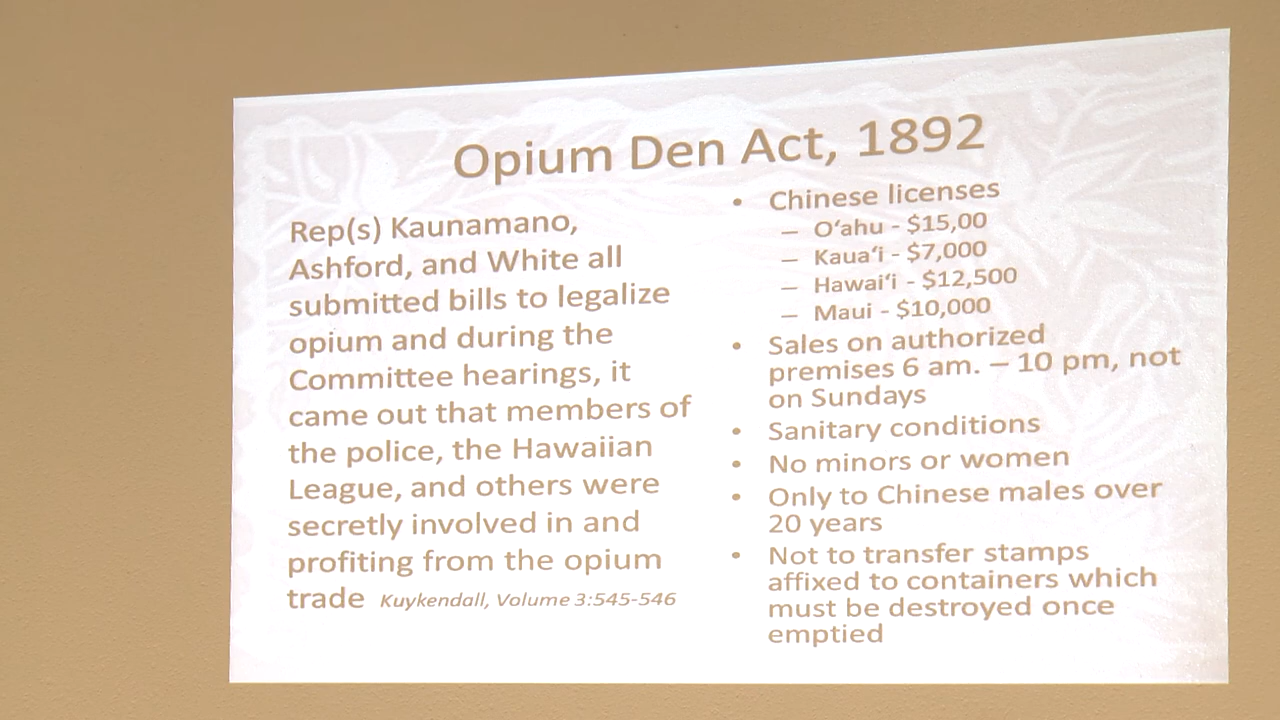 Opium Den Act, 1892
Rep(s) Kaunamano,
Ashford, and White all
submitted bills to legalize
opium and during the
Committee hearings, it
came out that members of
the police, the Hawaiian
League, and others were
secretly involved in and
profiting from the opium
trade Kuykendall, Volume 3:545-546
• Chinese licenses
– Oʻahu - $15,00
– Kauaʻi - $7,000
– Hawaiʻi - $12,500
– Maui - $10,000
• Sales on authorized
premises 6 am. – 10 pm, not
on Sundays
• Sanitary conditions
• No minors or women
• Only to Chinese males over
20 years
• Not to transfer stamps
affixed to containers which
must be destroyed once
emptied